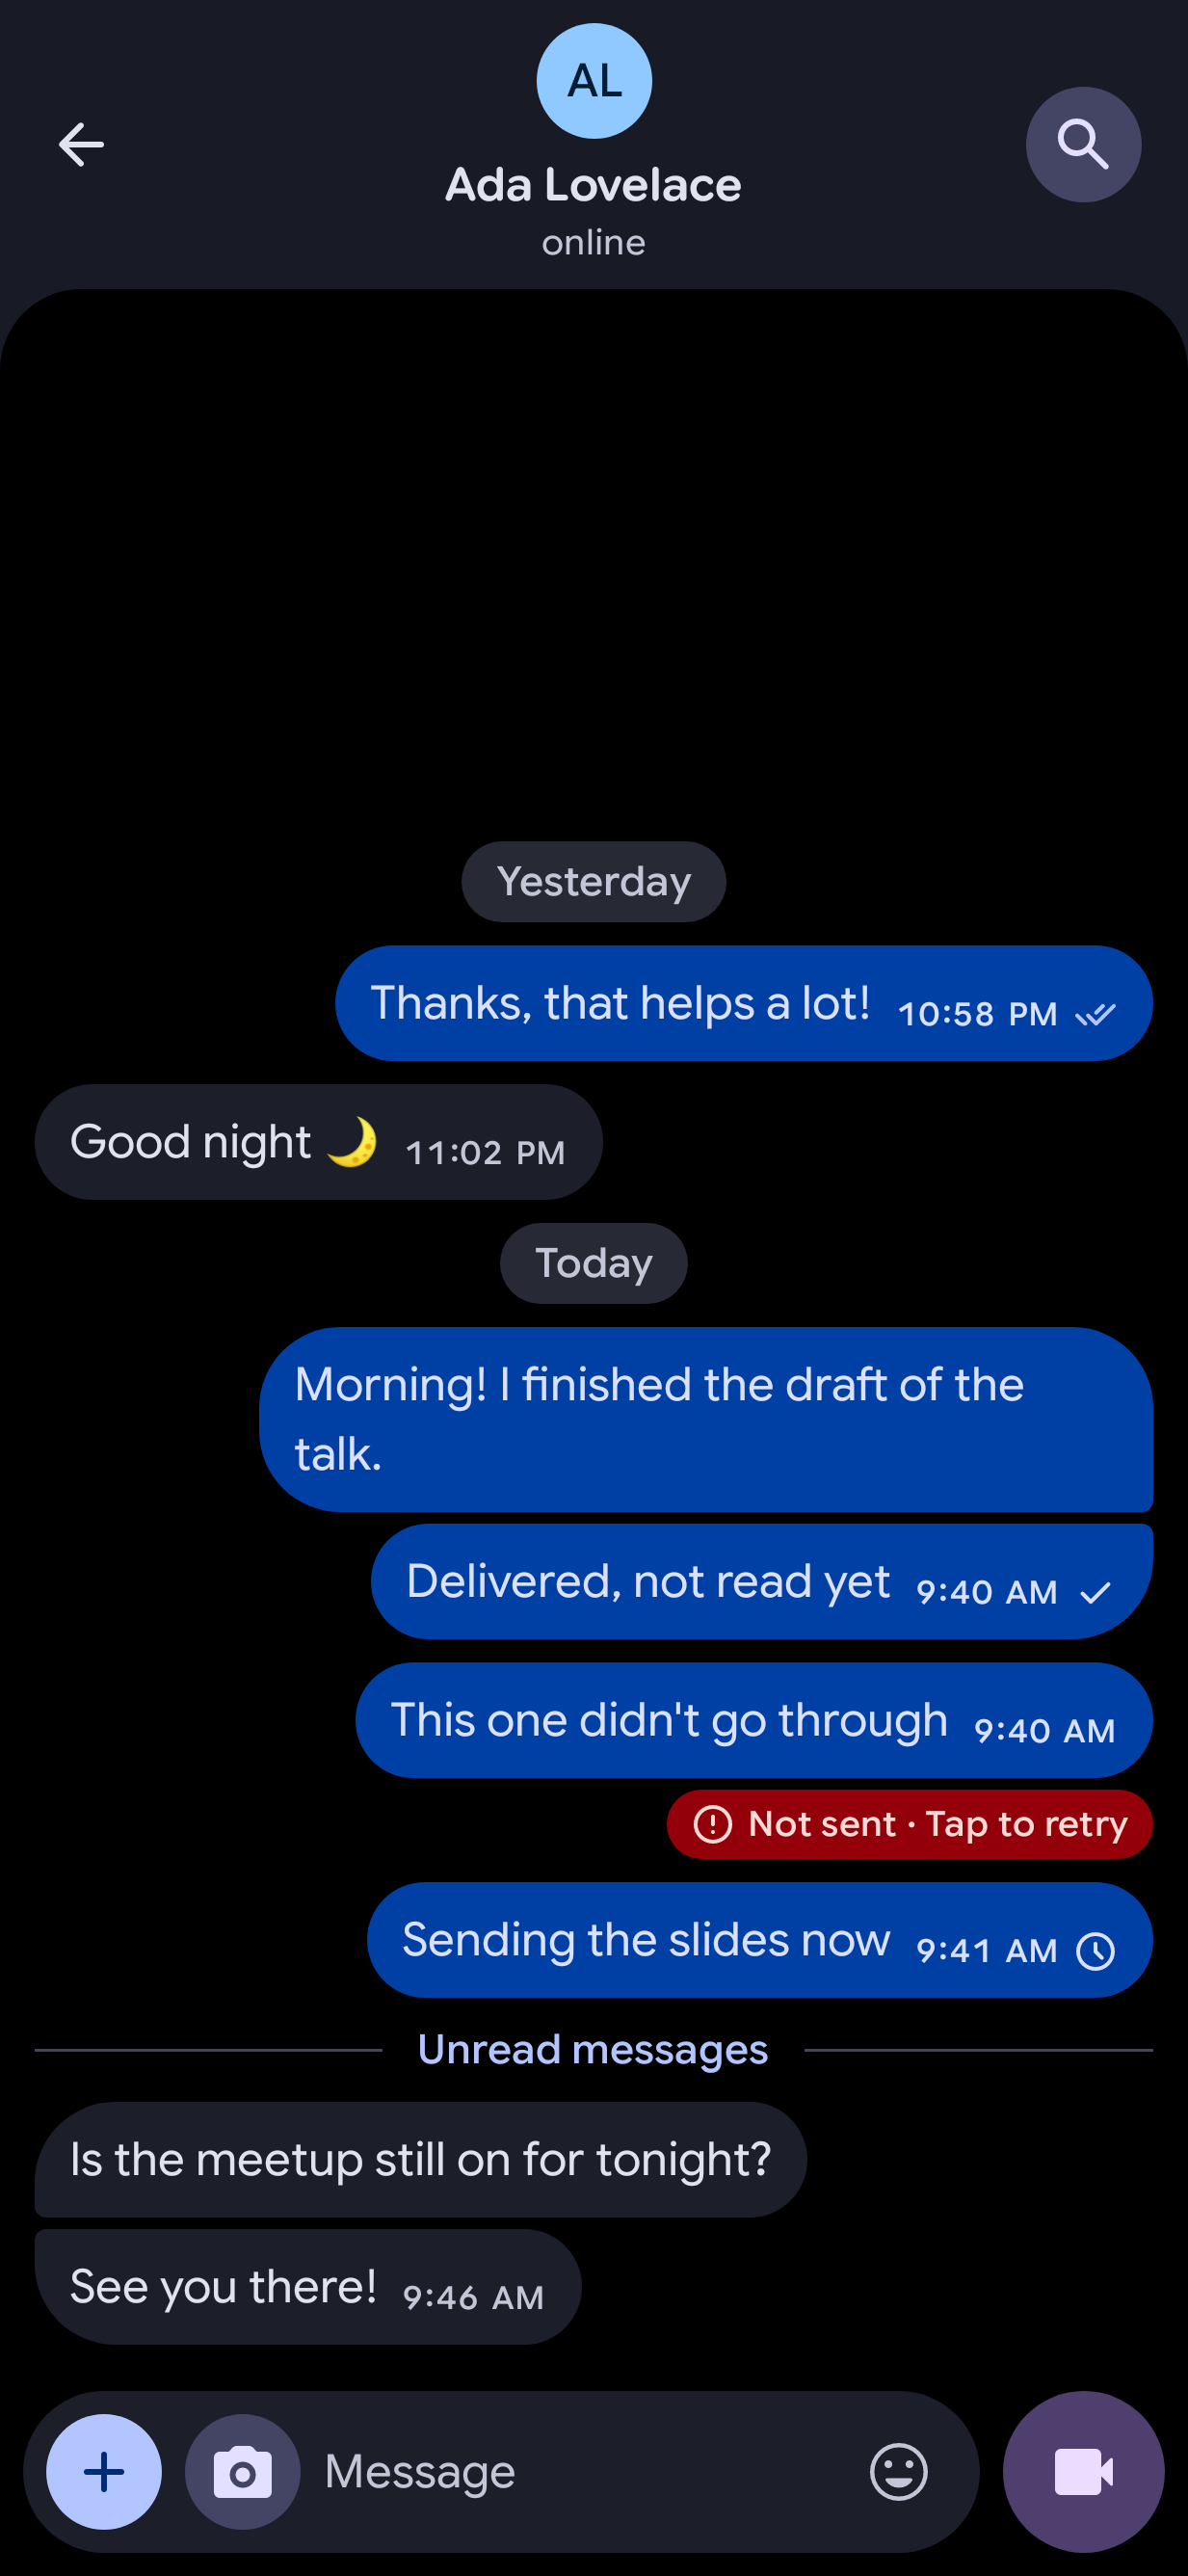 AL
Ada Lovelace
online
Yesterday
Thanks, that helps a lot! 10:58 PM
Good night 🌙 11:02 PM
Today
Morning! I finished the draft of the
talk.
Delivered, not read yet 9:40 AM
This one didn't go through 9:40 AM
Not sent · Tap to retry
Sending the slides now 9:41 AM
Unread messages
Is the meetup still on for tonight?
See you there! 9:46 AM
Message